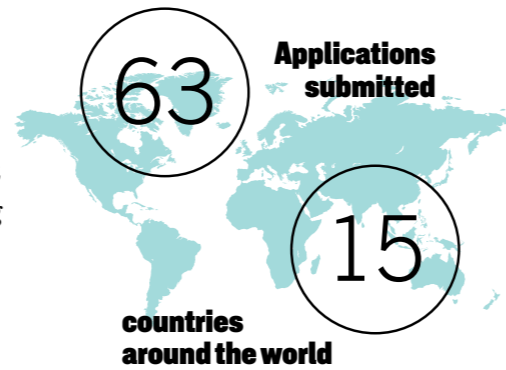 63
Applications
submitted
15
countries
around the world